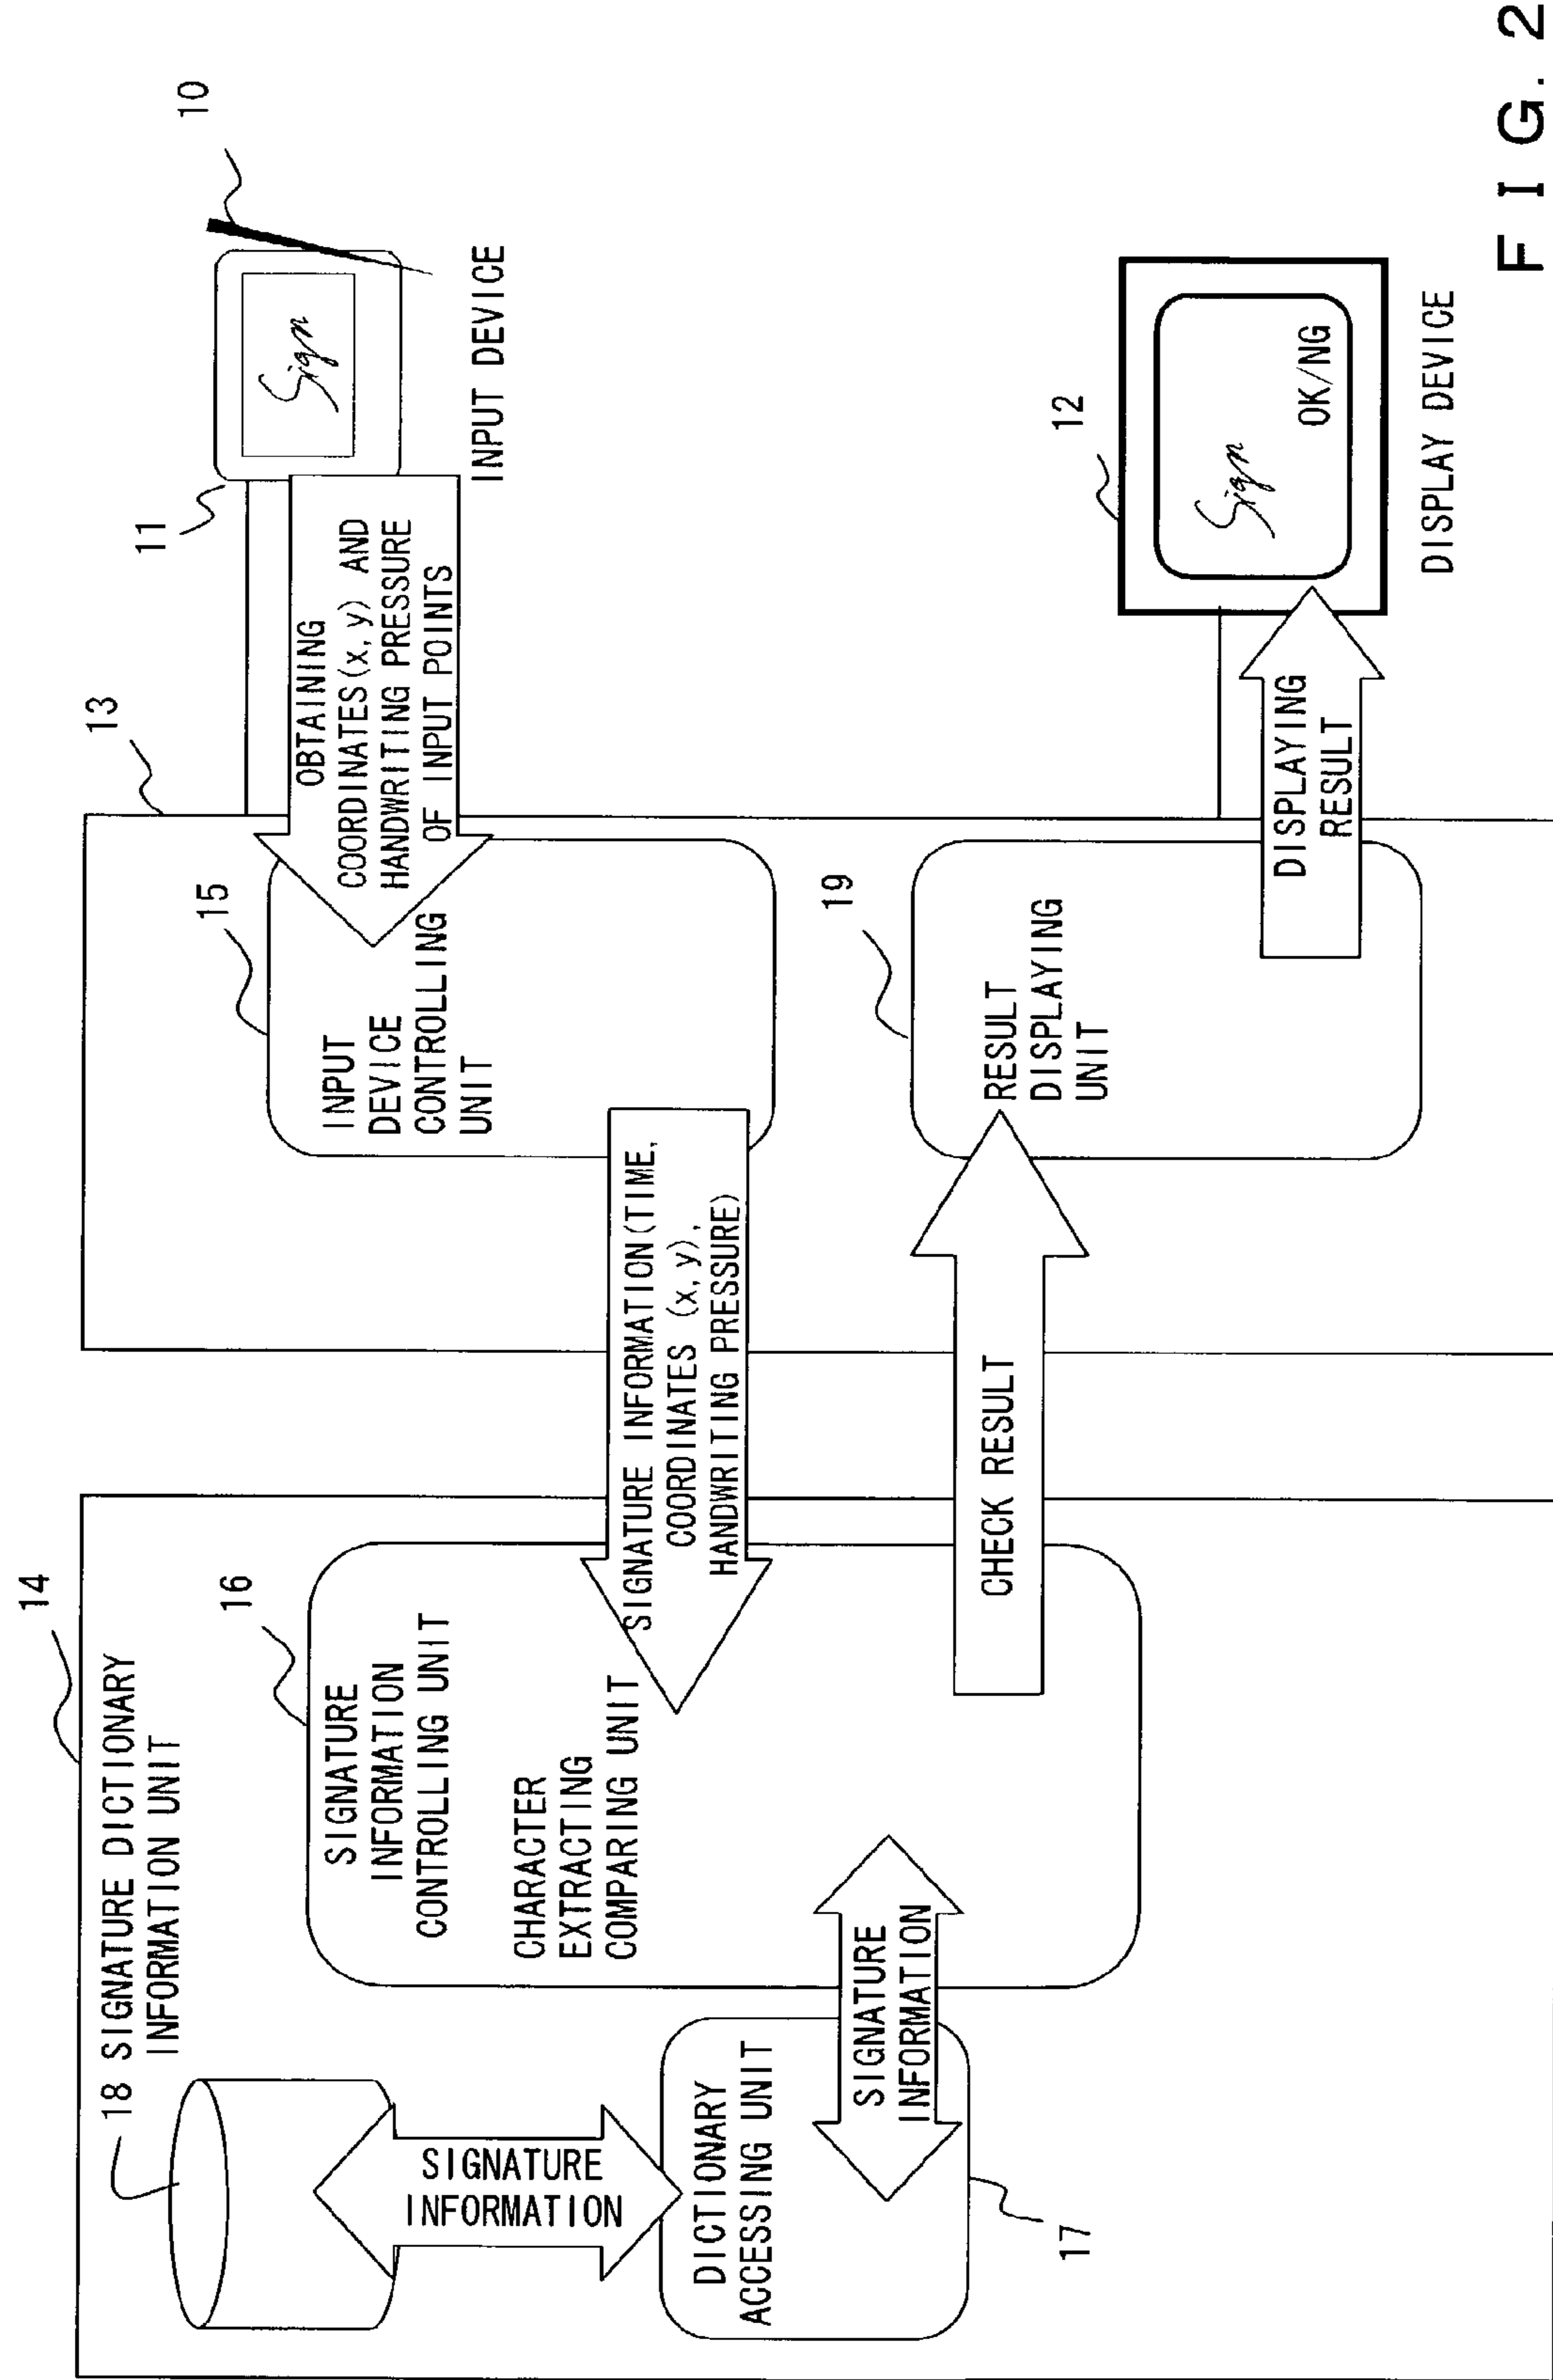 14
18 SIGNATURE DICTIONARY
INFORMATION UNIT
16
SIGNATURE
INFORMATION
CONTROLLING UNIT
CHARACTER
EXTRACTING
COMPARING UNIT
SIGNATURE
INFORMATION
DICTIONARY
ACCESSING UNIT
SIGNATURE
INFORMATION
17
SIGNATURE INFORMATION(TIME,
COORDINATES (x, y),
HANDWRITING PRESSURE)
CHECK RESULT
13
15
INPUT
DEVICE
CONTROLLING
UNIT
OBTAINING
COORDINATES(x, y) AND
HANDWRITING PRESSURE
OF INPUT POINTS
11
10
Sign
INPUT DEVICE
19
RESULT
DISPLAYING
UNIT
DISPLAYING
RESULT
12
Sign
OK/NG
DISPLAY DEVICE
FIG. 2